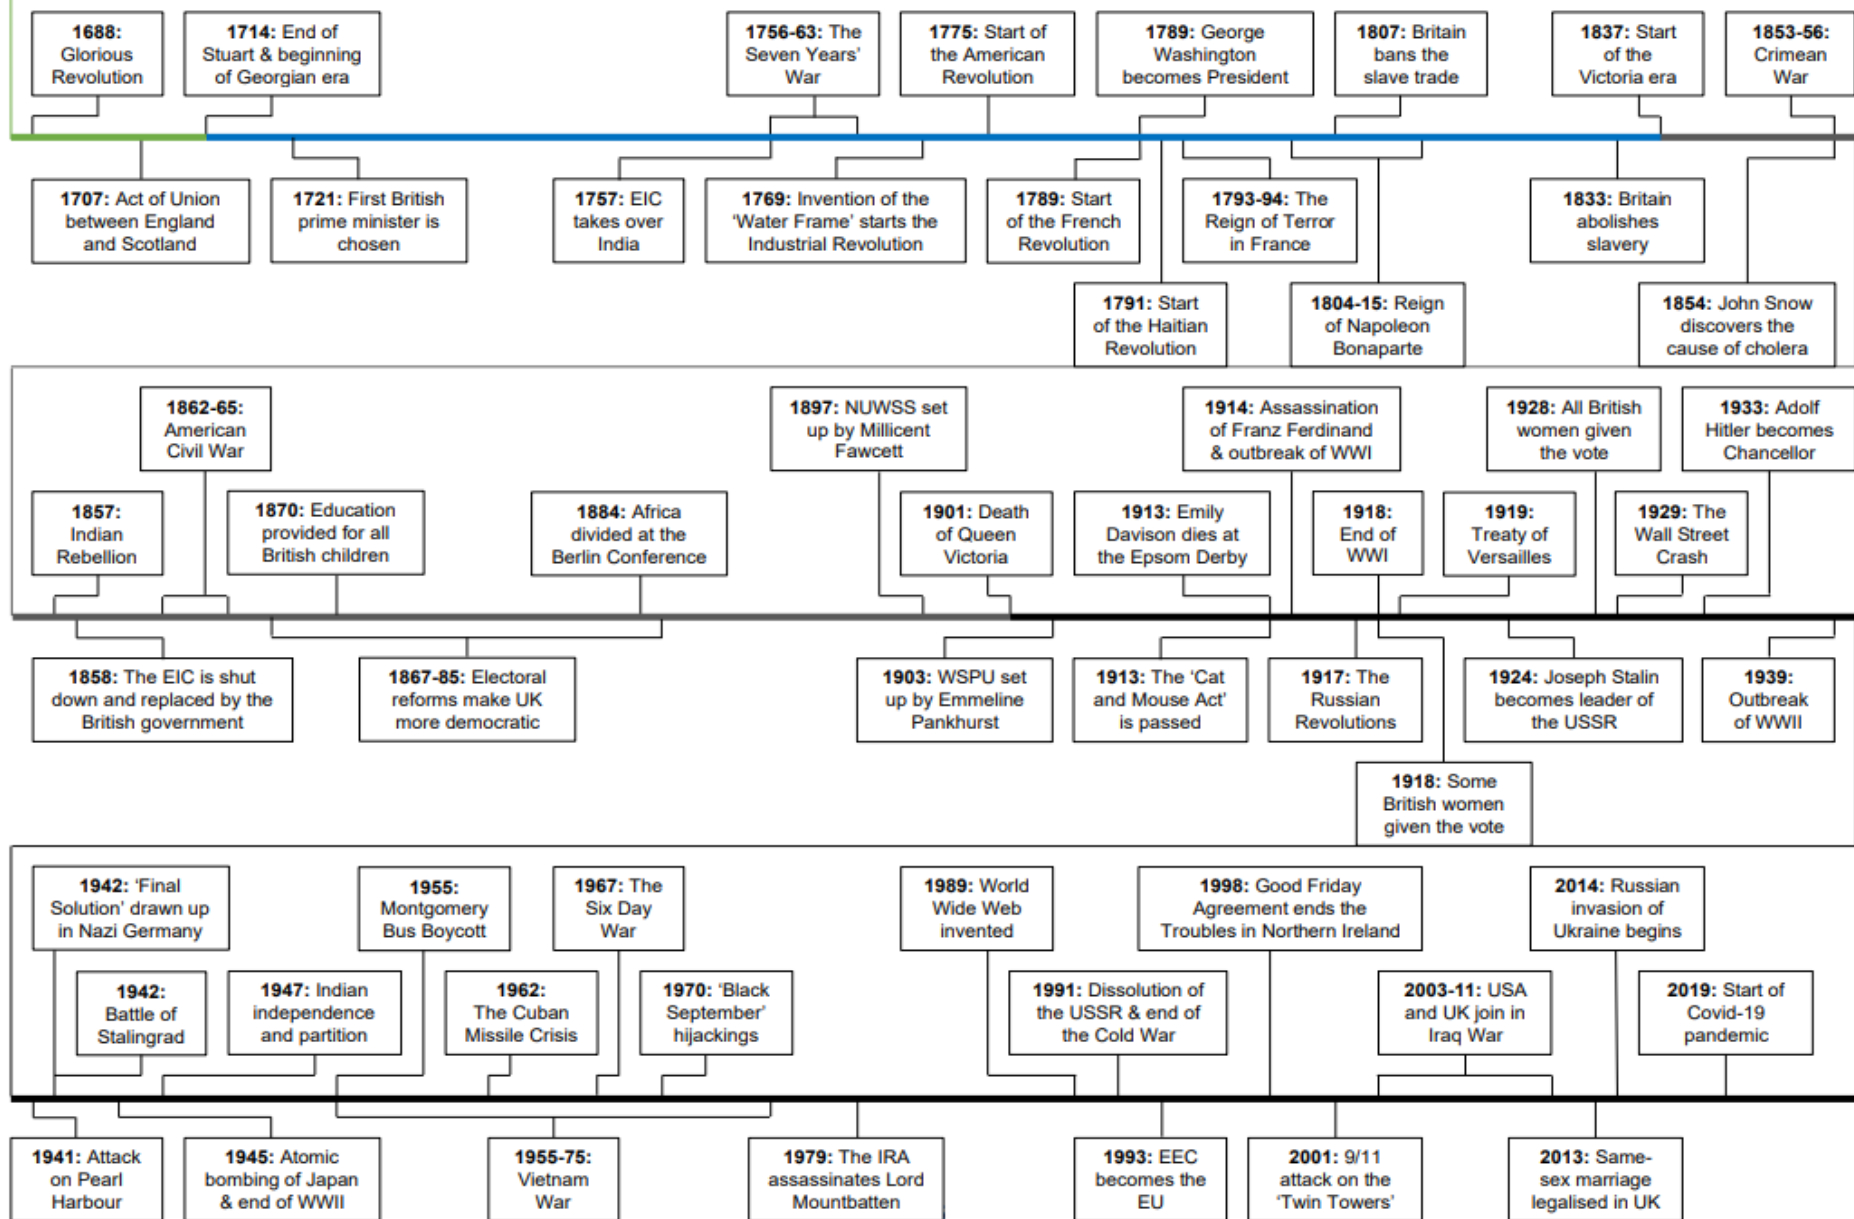 1688:
Glorious
Revolution
1714: End of
Stuart & beginning
of Georgian era
1756-63: The
Seven Years'
War
1775: Start of
the American
Revolution
1789: George
Washington
becomes President
1807: Britain
bans the
slave trade
1837: Start
of the
Victoria era
1853-56:
Crimean
War
1707: Act of Union
between England
and Scotland
1721: First British
prime minister is
chosen
1757: EIC
takes over
India
1769: Invention of the
‘Water Frame’ starts the
Industrial Revolution
1789: Start
of the French
Revolution
1793-94: The
Reign of Terror
in France
1833: Britain
abolishes
slavery
1791: Start
of the Haitian
Revolution
1804-15: Reign
of Napoleon
Bonaparte
1854: John Snow
discovers the
cause of cholera
1862-65:
American
Civil War
1897: NUWSS set
up by Millicent
Fawcett
1914: Assassination
of Franz Ferdinand
& outbreak of WWI
1928: All British
women given
the vote
1933: Adolf
Hitler becomes
Chancellor
1857:
Indian
Rebellion
1870: Education
provided for all
British children
1884: Africa
divided at the
Berlin Conference
1901: Death
of Queen
Victoria
1913: Emily
Davison dies at
the Epsom Derby
1918:
End of
WWI
1919:
Treaty of
Versailles
1929: The
Wall Street
Crash
1858: The EIC is shut
down and replaced by the
British government
1867-85: Electoral
reforms make UK
more democratic
1903: WSPU set
up by Emmeline
Pankhurst
1913: The ‘Cat
and Mouse Act’
is passed
1917: The
Russian
Revolutions
1924: Joseph Stalin
becomes leader of
the USSR
1939:
Outbreak
of WWII
1918: Some
British women
given the vote
1942: ‘Final
Solution’ drawn up
in Nazi Germany
1955:
Montgomery
Bus Boycott
1967: The
Six Day
War
1989: World
Wide Web
invented
1998: Good Friday
Agreement ends the
Troubles in Northern Ireland
2014: Russian
invasion of
Ukraine begins
1942:
Battle of
Stalingrad
1947: Indian
independence
and partition
1962:
The Cuban
Missile Crisis
1970: ‘Black
September’
hijackings
1991: Dissolution of
the USSR & end of
the Cold War
2003-11: USA
and UK join in
Iraq War
2019: Start of
Covid-19
pandemic
1941: Attack
on Pearl
Harbour
1945: Atomic
bombing of Japan
& end of WWII
1955-75:
Vietnam
War
1979: The IRA
assassinates Lord
Mountbatten
1993: EEC
becomes the
EU
2001: 9/11
attack on the
‘Twin Towers’
2013: Same-
sex marriage
legalised in UK